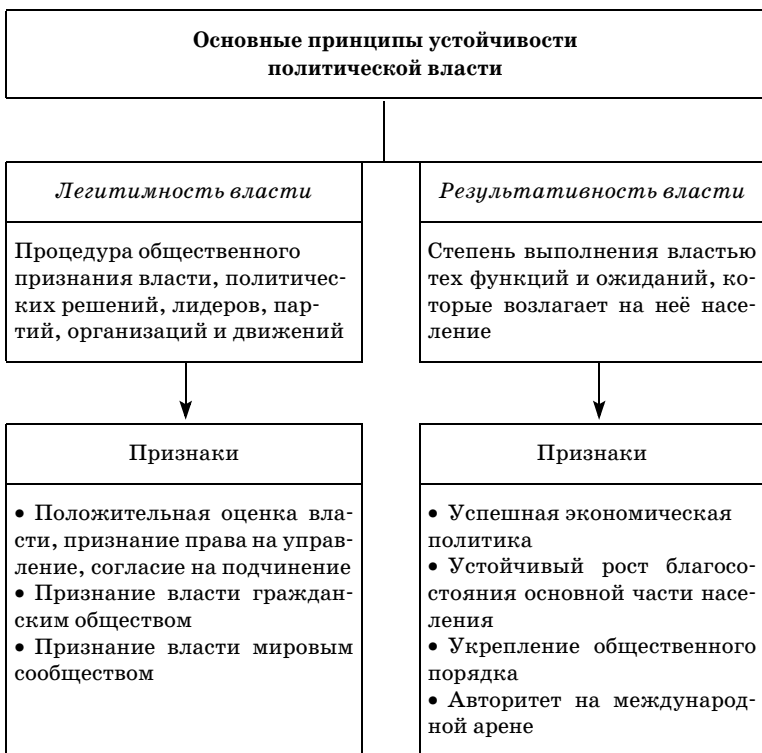 Основные принципы устойчивости
политической власти
Легитимность власти
Процедура общественного
признания власти, политичес-
ких решений, лидеров, пар-
тий, организаций и движений
Признаки
• Положительная оценка вла-
сти, признание права на управ-
ление, согласие на подчинение
• Признание власти граждан-
ским обществом
• Признание власти мировым
сообществом
Результативность власти
Степень выполнения властью
тех функций и ожиданий, ко-
торые возлагает на неё насе-
ление
Признаки
• Успешная экономическая
политика
• Устойчивый рост благосо-
стояния основной части насе-
ления
• Укрепление общественного
порядка
• Авторитет на международ-
ной арене